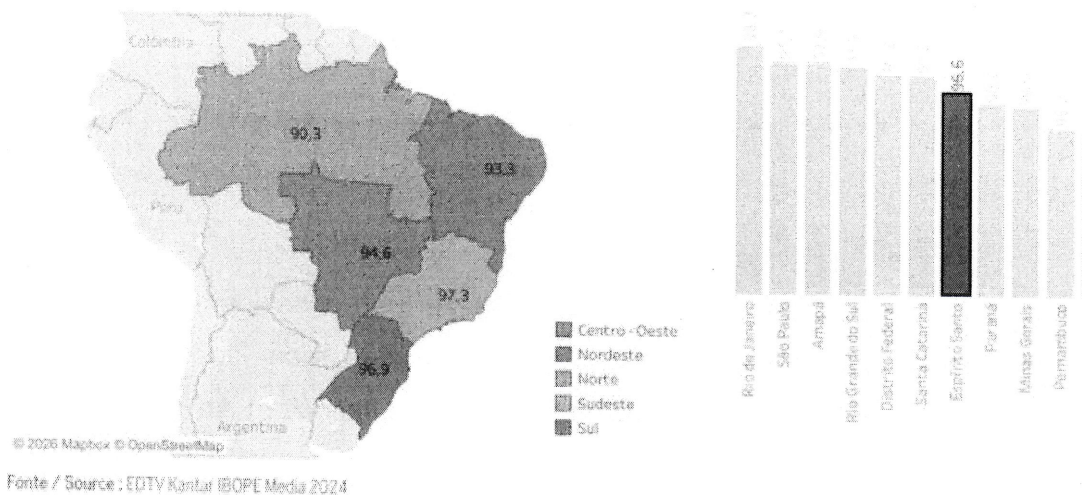 Colombia
90.3
93.3
Peru
94.6
97.3
96.9
Argentina
Centro-Oeste
Nordeste
Norte
Sudeste
Sul
© 2026 Mapbox © OpenStreetMap
Fonte / Source : EDTV Kantar IBOPE Media 2024
96.6
Rio de Janeiro
São Paulo
Amapá
Rio Grande do Sul
Distrito Federal
Santa Catarina
Espírito Santo
Paraná
Minas Gerais
Pernambuco